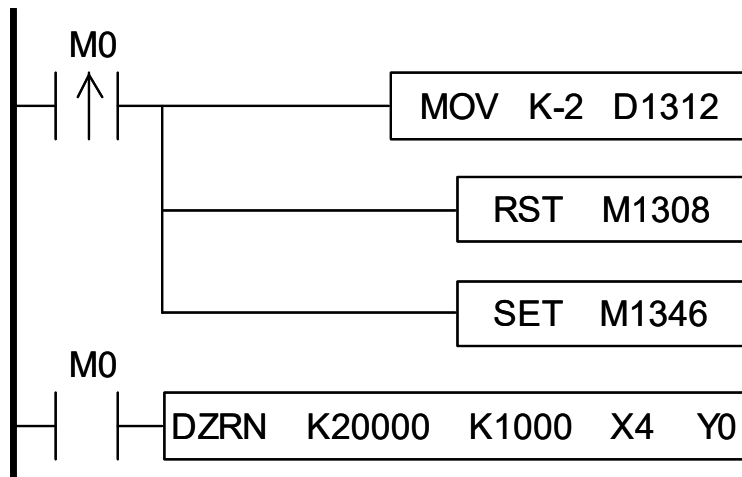 M0
MOV K-2 D1312
RST M1308
SET M1346
M0
DZRN K20000 K1000 X4 Y0